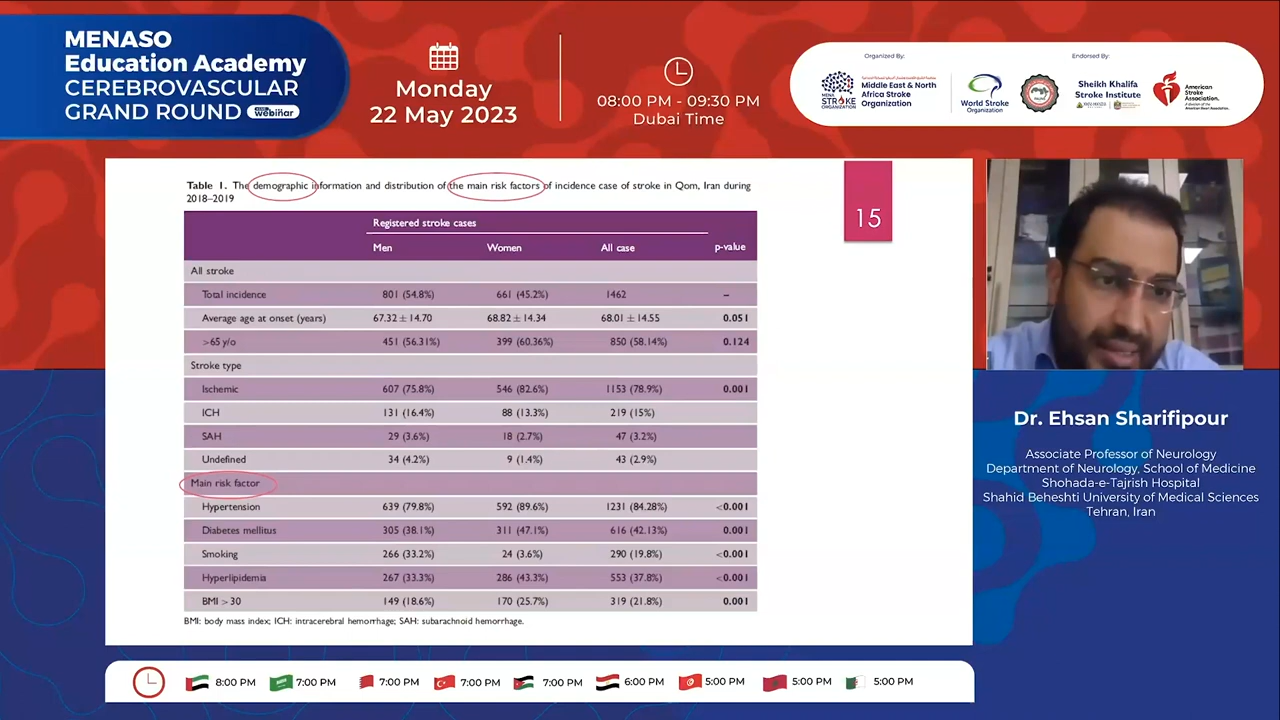 MENASO
Education Academy
CEREBROVASCULAR
GRAND ROUND webinar
Monday
22 May 2023
08:00 PM - 09:30 PM
Dubai Time
Organized By:
Endorsed By:
MENA
STROKE
ORGANIZATION
Middle East & North
Africa Stroke
Organization
World Stroke
Organization
Sheikh Khalifa
Stroke Institute
American
Stroke
Association.
Table 1. The demographic information and distribution of the main risk factors of incidence case of stroke in Qom, Iran during
2018–2019
15
Registered stroke cases
Men Women All case p-value
All stroke
Total incidence 801 (54.8%) 661 (45.2%) 1462 –
Average age at onset (years) 67.32 ± 14.70 68.82 ± 14.34 68.01 ± 14.55 0.051
>65 y/o 451 (56.31%) 399 (60.36%) 850 (58.14%) 0.124
Stroke type
Ischemic 607 (75.8%) 546 (82.6%) 1153 (78.9%) 0.001
ICH 131 (16.4%) 88 (13.3%) 219 (15%)
SAH 29 (3.6%) 18 (2.7%) 47 (3.2%)
Undefined 34 (4.2%) 9 (1.4%) 43 (2.9%)
Main risk factor
Hypertension 639 (79.8%) 592 (89.6%) 1231 (84.28%) <0.001
Diabetes mellitus 305 (38.1%) 311 (47.1%) 616 (42.13%) 0.001
Smoking 266 (33.2%) 24 (3.6%) 290 (19.8%) <0.001
Hyperlipidemia 267 (33.3%) 286 (43.3%) 553 (37.8%) <0.001
BMI > 30 149 (18.6%) 170 (25.7%) 319 (21.8%) 0.001
BMI: body mass index; ICH: intracerebral hemorrhage; SAH: subarachnoid hemorrhage.
Dr. Ehsan Sharifipour
Associate Professor of Neurology
Department of Neurology, School of Medicine
Shohada-e-Tajrish Hospital
Shahid Beheshti University of Medical Sciences
Tehran, Iran
8:00 PM 7:00 PM 7:00 PM 7:00 PM 7:00 PM 6:00 PM 5:00 PM 5:00 PM 5:00 PM